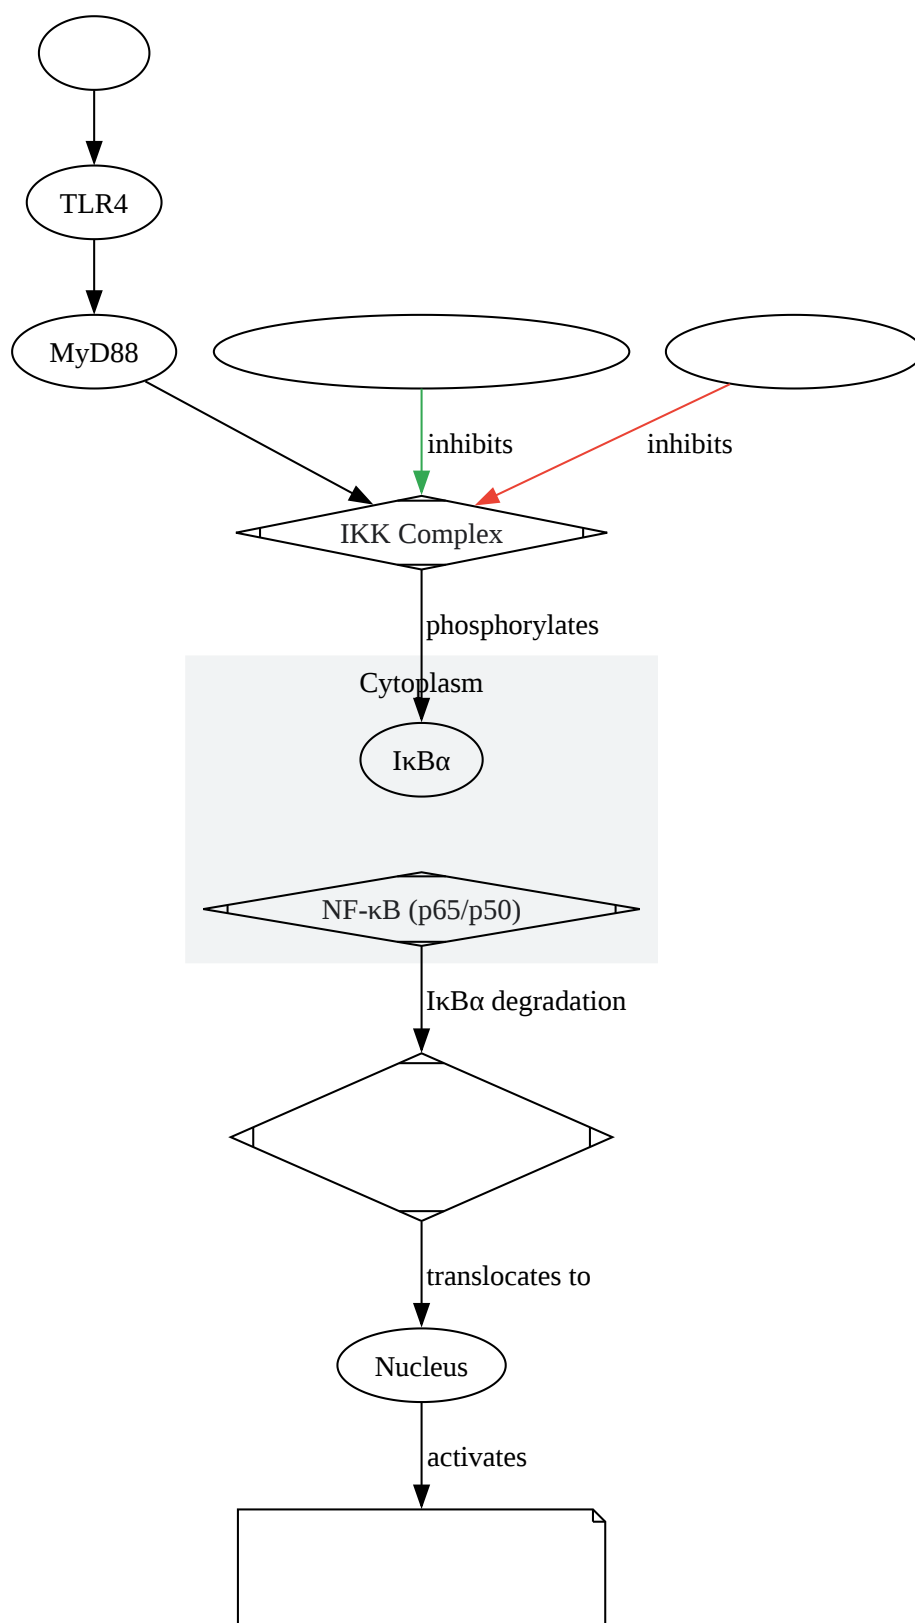 TLR4
MyD88
inhibits
inhibits
IKK Complex
phosphorylates
Cytoplasm
IκBα
NF-κB (p65/p50)
IκBα degradation
translocates to
Nucleus
activates